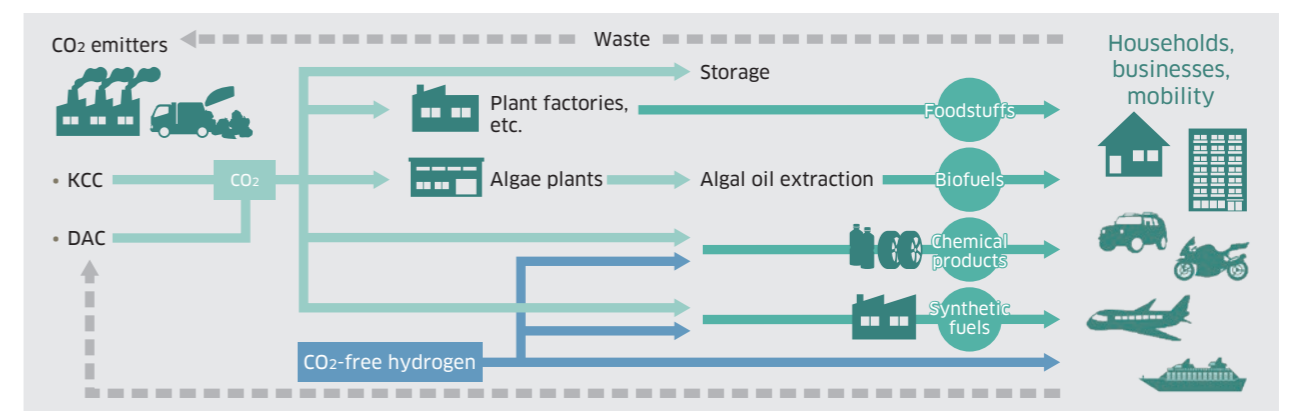 CO2 emitters
Waste
Households,
businesses,
mobility
Storage
Plant factories,
etc.
Foodstuffs
• KCC
CO2
Algae plants
Algal oil extraction
Biofuels
• DAC
Chemical
products
Synthetic
fuels
CO2-free hydrogen